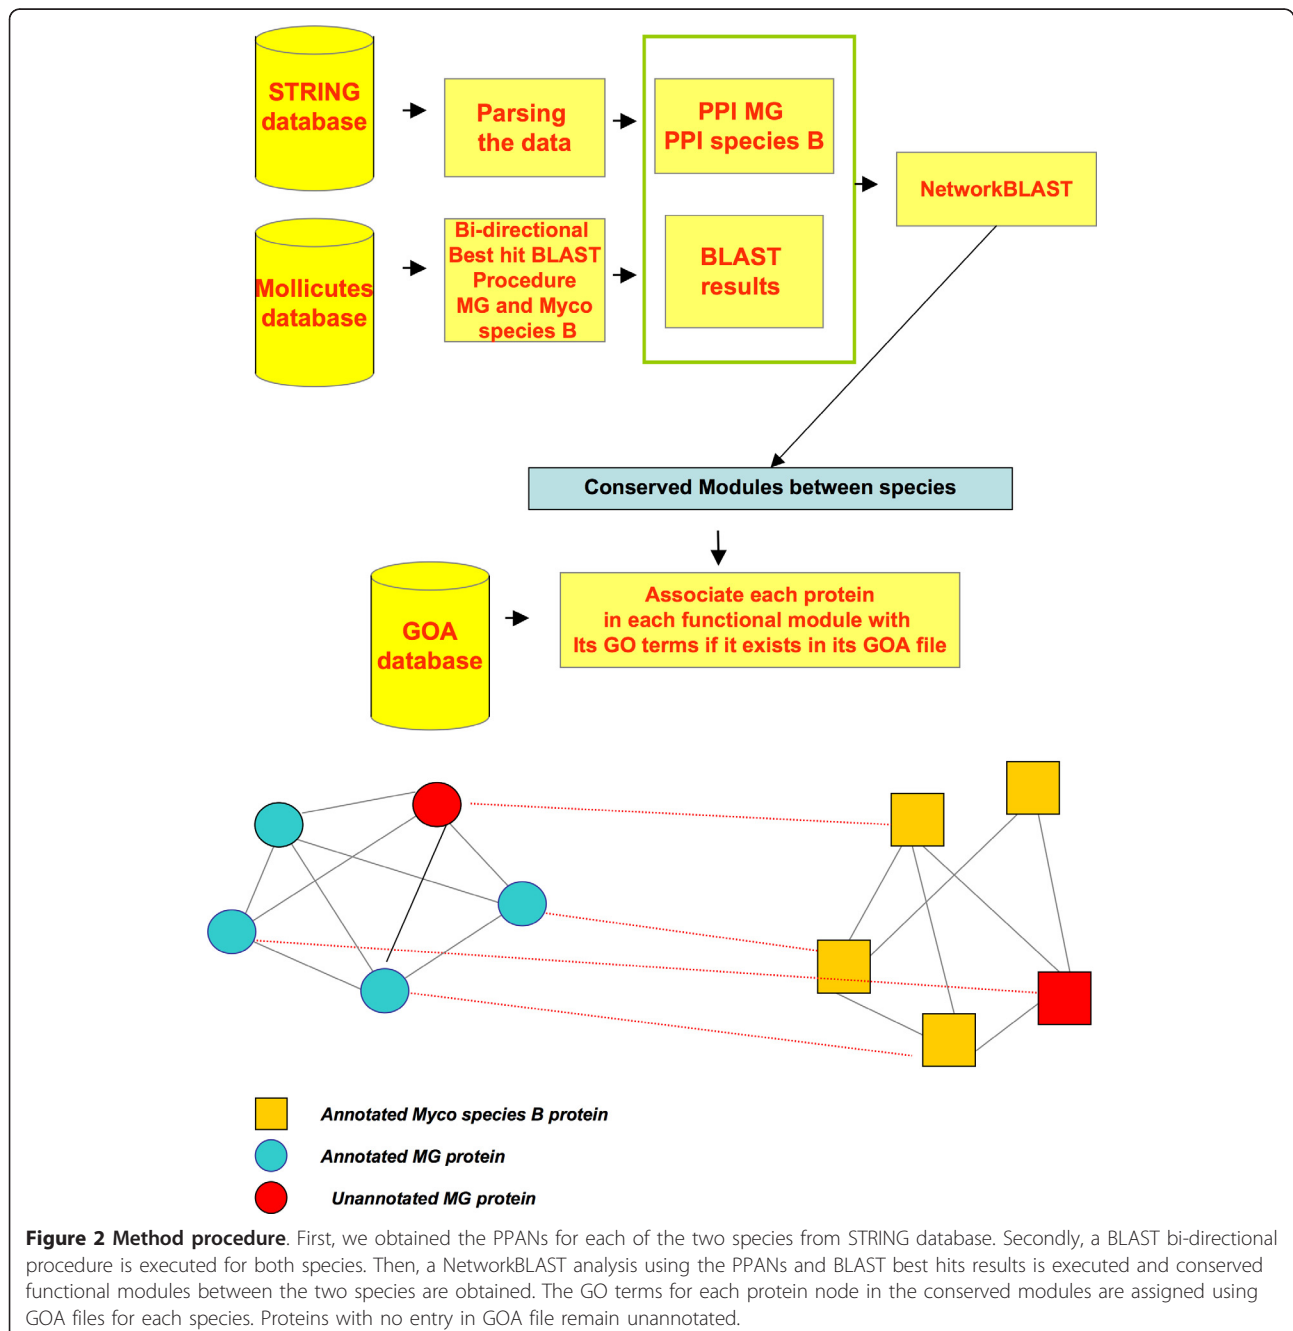 STRING
database
Parsing
the data
PPI MG
PPI species B
NetworkBLAST
Mollicutes
database
Bi-directional
Best hit BLAST
Procedure
MG and Myco
species B
BLAST
results
Conserved Modules between species
GOA
database
Associate each protein
in each functional module with
Its GO terms if it exists in its GOA file
Annotated Myco species B protein
Annotated MG protein
Unannotated MG protein
Figure 2 Method procedure. First, we obtained the PPANs for each of the two species from STRING database. Secondly, a BLAST bi-directional
procedure is executed for both species. Then, a NetworkBLAST analysis using the PPANs and BLAST best hits results is executed and conserved
functional modules between the two species are obtained. The GO terms for each protein node in the conserved modules are assigned using
GOA files for each species. Proteins with no entry in GOA file remain unannotated.